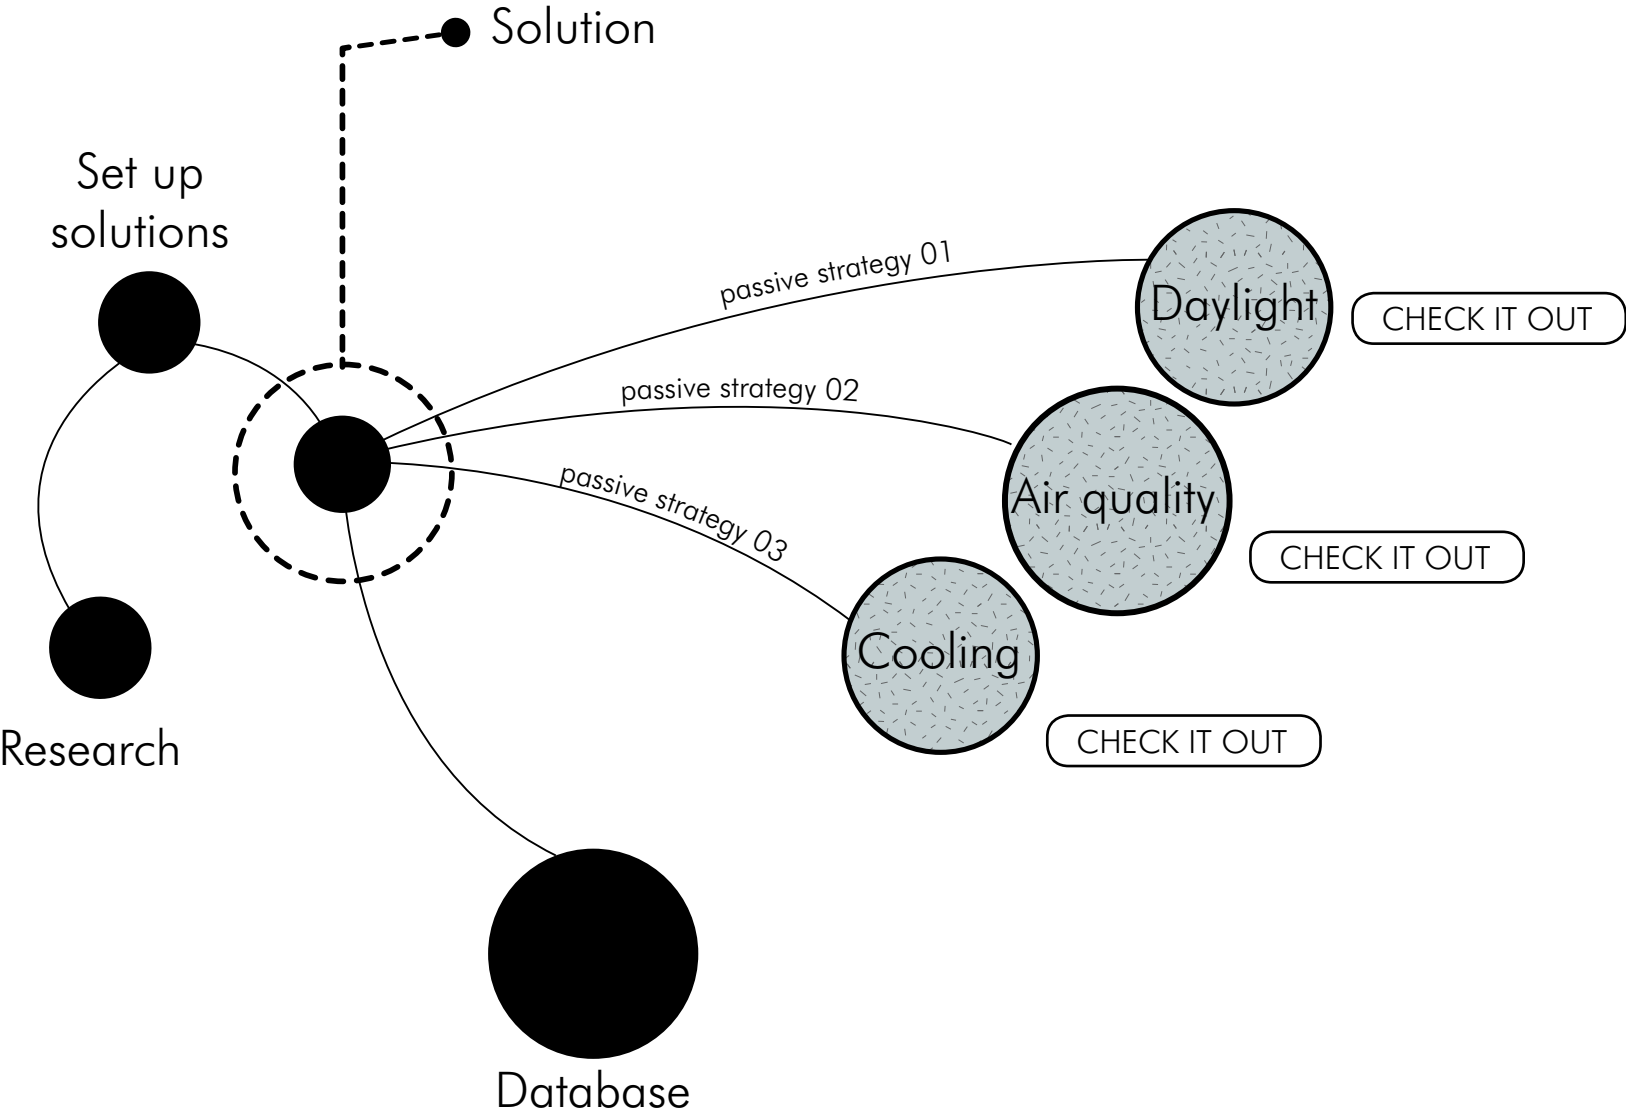 Solution
Set up
solutions
passive strategy 01
Daylight
CHECK IT OUT
passive strategy 02
Air quality
CHECK IT OUT
passive strategy 03
Cooling
CHECK IT OUT
Research
Database